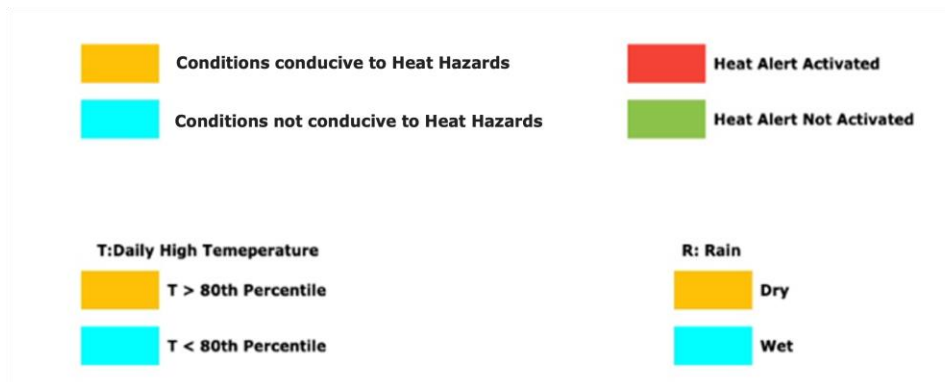 Conditions conducive to Heat Hazards
Heat Alert Activated
Conditions not conducive to Heat Hazards
Heat Alert Not Activated
T:Daily High Temeperature
R: Rain
T > 80th Percentile
Dry
T < 80th Percentile
Wet